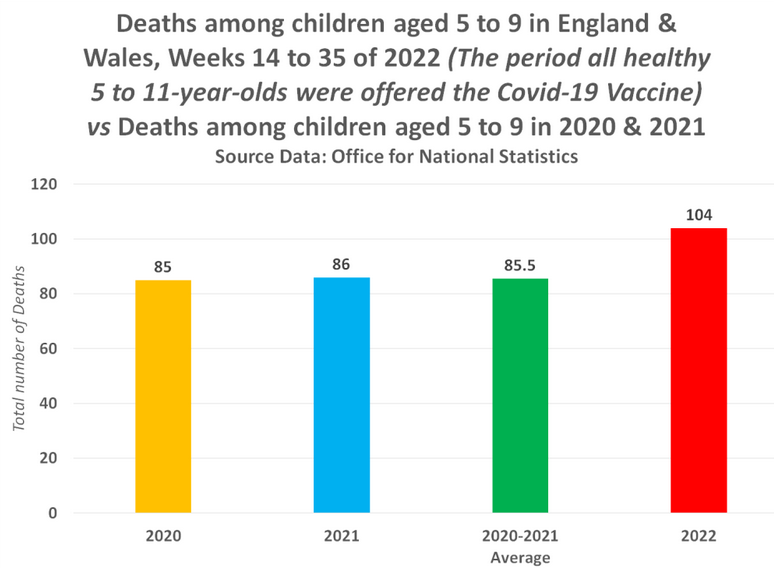 Deaths among children aged 5 to 9 in England &
Wales, Weeks 14 to 35 of 2022 (The period all healthy
5 to 11-year-olds were offered the Covid-19 Vaccine)
vs Deaths among children aged 5 to 9 in 2020 & 2021
Source Data: Office for National Statistics
Total number of Deaths
120
100
80
60
40
20
0
85
86
85.5
104
2020
2021
2020-2021
Average
2022